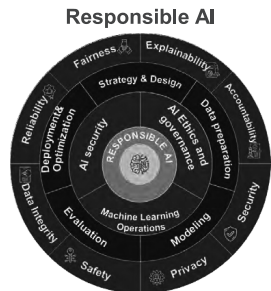 Responsible AI
Fairness
Explainability
Accountability
Security
Privacy
Safety
Data Integrity
Reliability
Strategy & Design
Data preparation
Modeling
Evaluation
Deployment&
Optimization
AI security
AI Ethics and
governance
Machine Learning
Operations
RESPONSIBLE AI